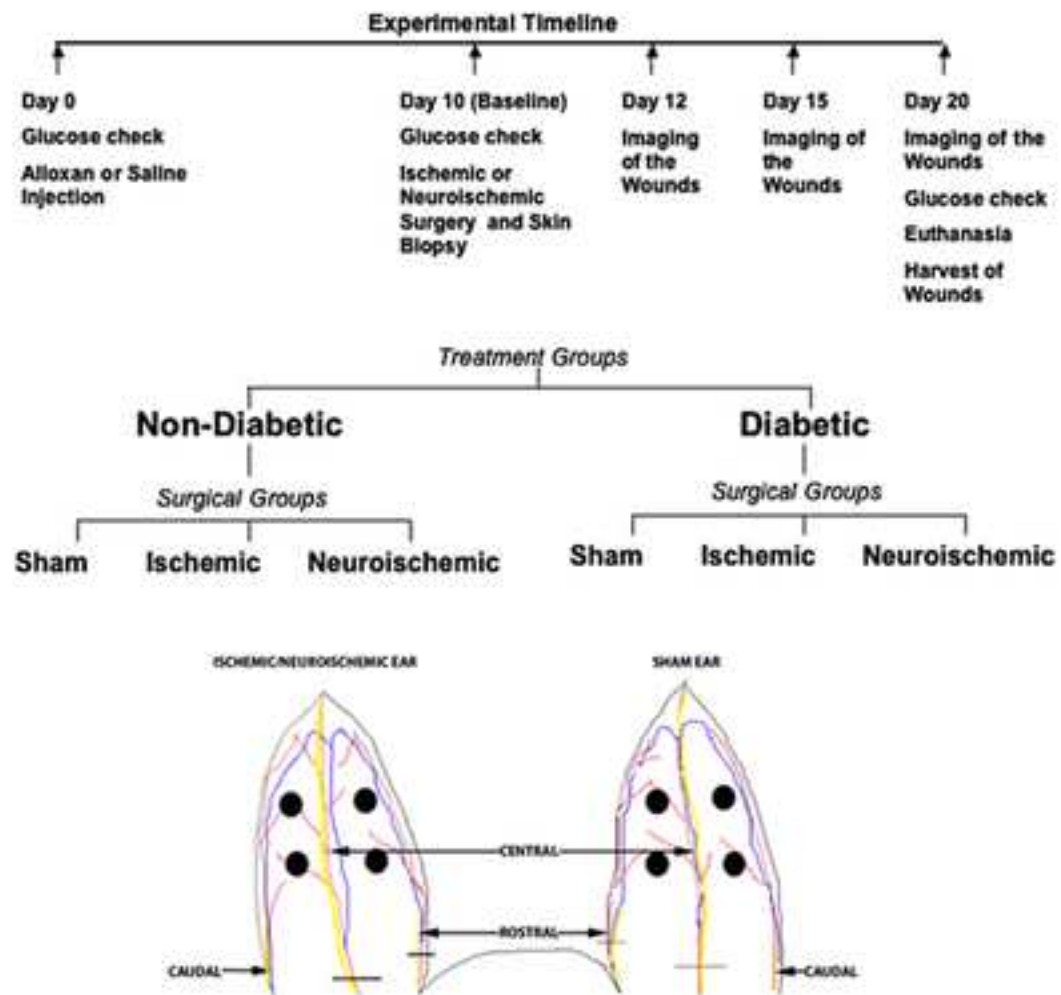 Experimental Timeline
Day 0
Glucose check
Alloxan or Saline
Injection
Day 10 (Baseline)
Glucose check
Ischemic or
Neuroischemic
Surgery and Skin
Biopsy
Day 12
Imaging
of the
Wounds
Day 15
Imaging of
the
Wounds
Day 20
Imaging of the
Wounds
Glucose check
Euthanasia
Harvest of
Wounds
Treatment Groups
Non-Diabetic
Diabetic
Surgical Groups
Surgical Groups
Sham Ischemic Neuroischemic
Sham Ischemic Neuroischemic
ISCHEMIC/NEUROISCHEMIC EAR
SHAM EAR
CENTRAL
ROSTRAL
CAUDAL
CAUDAL